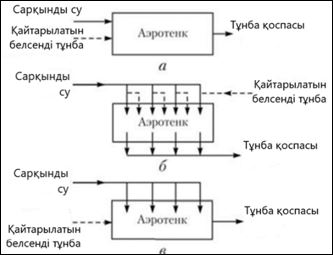 Сарқынды су
Қайтарылатын
белсенді тұнба
Аэротенк
Тұнба қоспасы
а
Сарқынды
су
Қайтарылатын
белсенді тұнба
Аэротенк
Тұнба қоспасы
б
Сарқынды
су
Қайтарылатын
белсенді тұнба
Аэротенк
Тұнба қоспасы
в